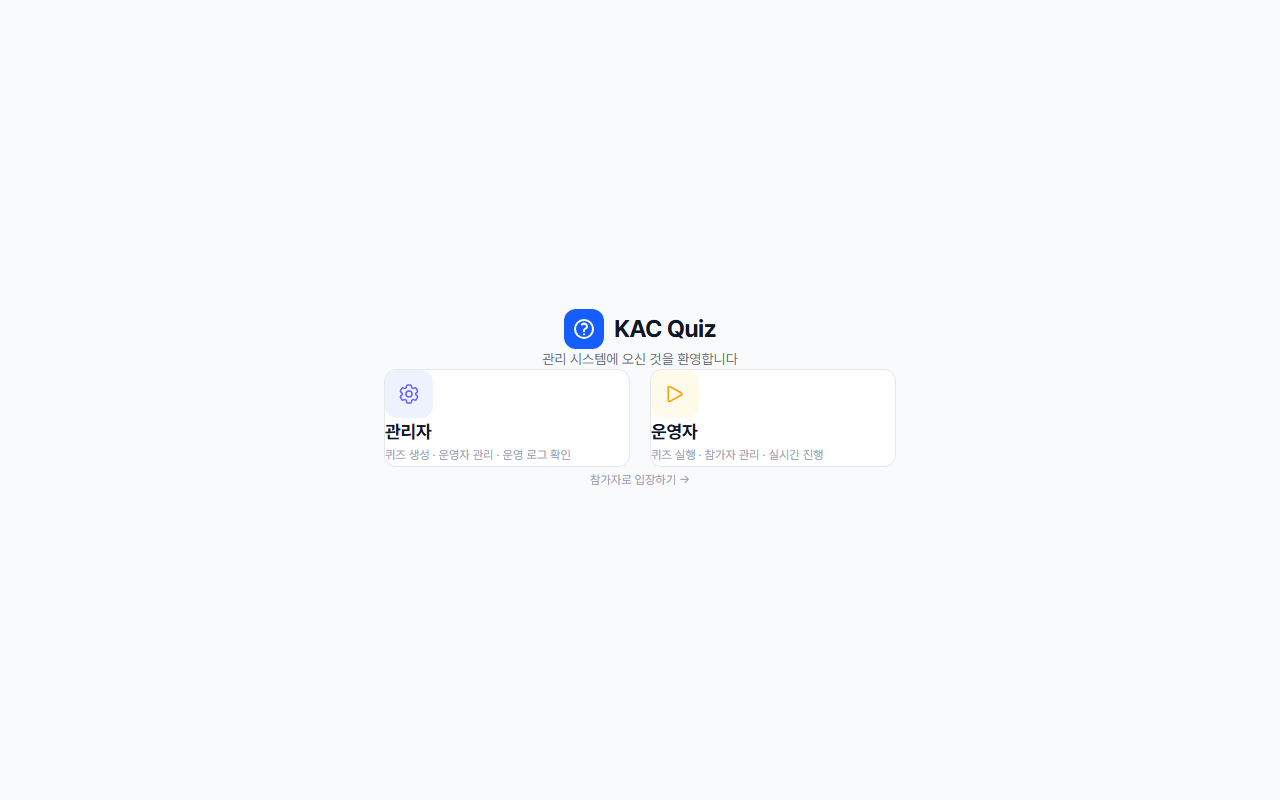 KAC Quiz
관리 시스템에 오신 것을 환영합니다
관리자
퀴즈 생성 · 운영자 관리 · 운영 로그 확인
운영자
퀴즈 실행 · 참가자 관리 · 실시간 진행
참가자로 입장하기 →